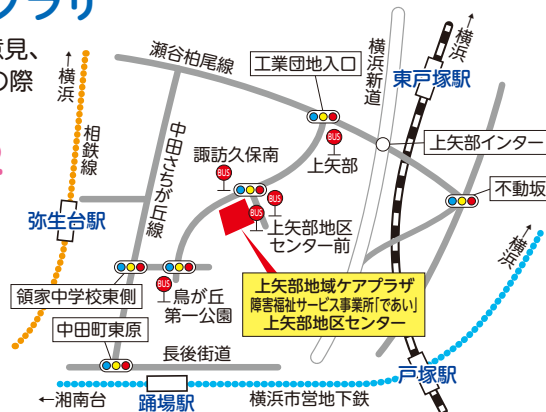 プラザ
意見、
の際
←横浜
相鉄線
弥生台駅
瀬谷柏尾線
中田さちが丘線
工業団地入口
横浜新道
→横浜
東戸塚駅
BUS
上矢部
上矢部インター
不動坂
諏訪久保南
BUS
BUS
BUS
上矢部地区
センター前
→横浜
領家中学校東側
BUS
鳥が丘
第一公園
上矢部地域ケアプラザ
障害福祉サービス事業所「であい」
上矢部地区センター
中田町東原
長後街道
戸塚駅
←湘南台
踊場駅
横浜市営地下鉄